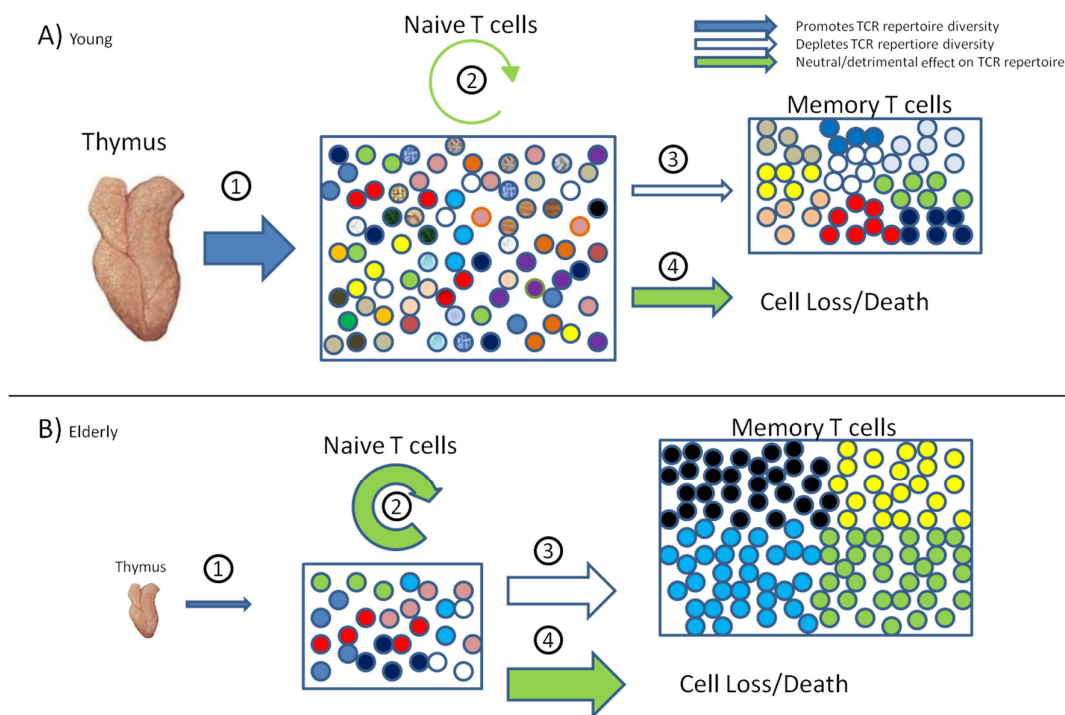 A) Young
Naive T cells
②
Promotes TCR repertoire diversity
Depletes TCR repertiore diversity
Neutral/detrimental effect on TCR repertoire
Thymus
①
Memory T cells
③
④
Cell Loss/Death
B) Elderly
Naive T cells
②
Memory T cells
Thymus
①
③
④
Cell Loss/Death